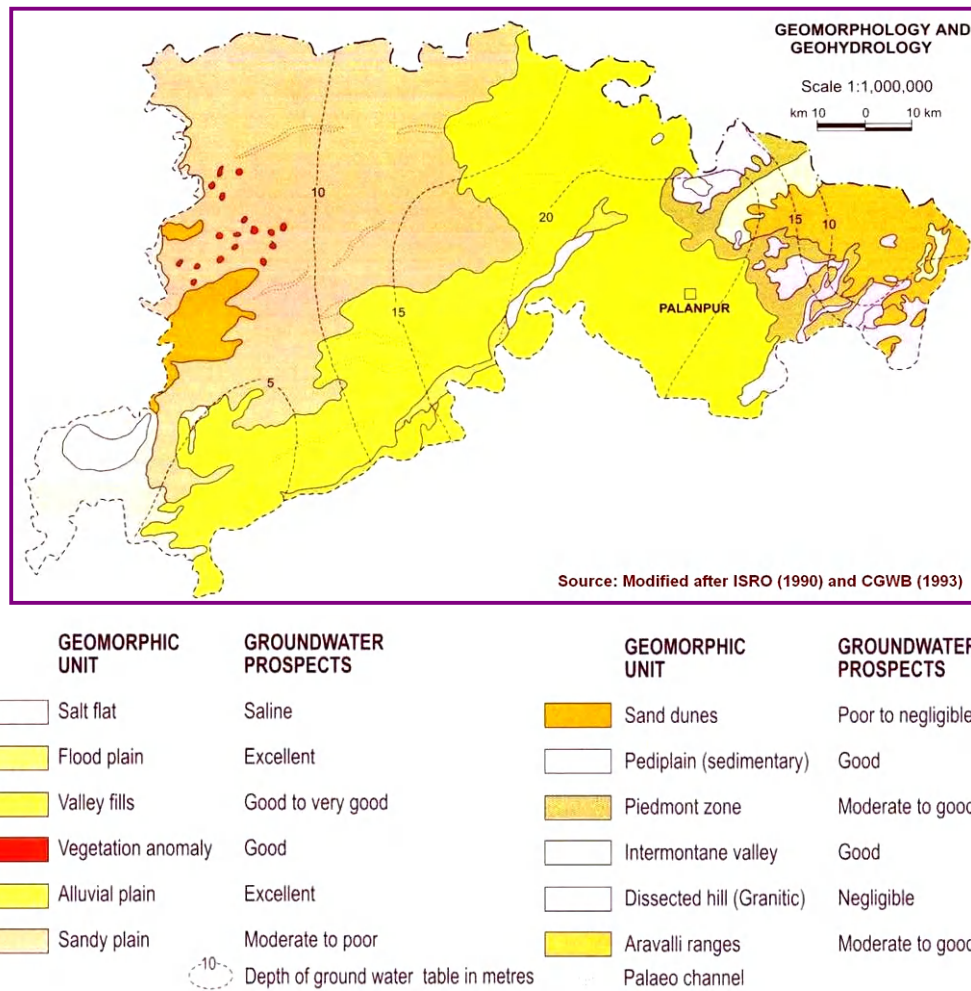 GEOMORPHOLOGY AND
GEOHYDROLOGY
Scale 1:1,000,000
km 10 0 10 km
10
20
15
10
15
5
PALANPUR
Source: Modified after ISRO (1990) and CGWB (1993)
GEOMORPHIC
UNIT
GROUNDWATER
PROSPECTS
Salt flat Saline
Flood plain Excellent
Valley fills Good to very good
Vegetation anomaly Good
Alluvial plain Excellent
Sandy plain Moderate to poor
10 Depth of ground water table in metres
GEOMORPHIC
UNIT
GROUNDWATER
PROSPECTS
Sand dunes Poor to negligible
Pediplain (sedimentary) Good
Piedmont zone Moderate to good
Intermontane valley Good
Dissected hill (Granitic) Negligible
Aravalli ranges Moderate to good
Palaeo channel